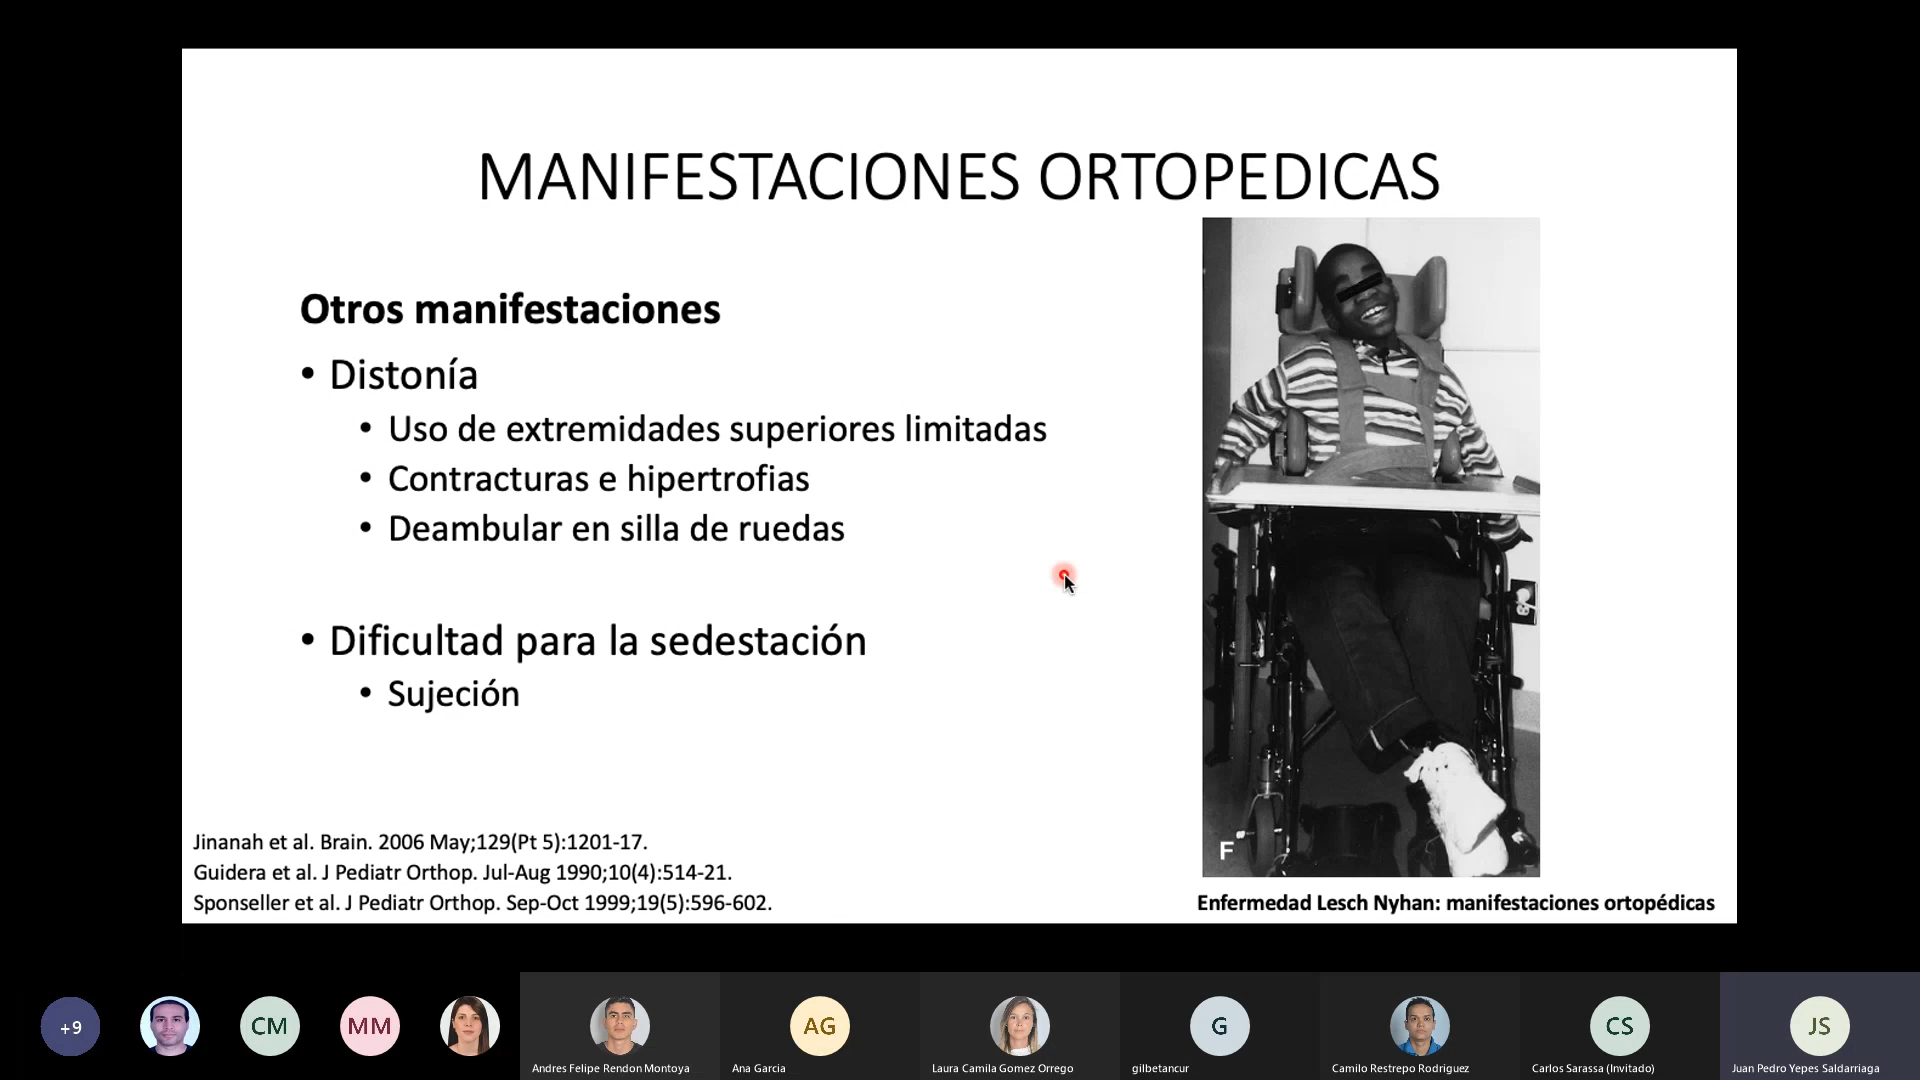 MANIFESTACIONES ORTOPEDICAS
Otros manifestaciones
• Distonía
• Uso de extremidades superiores limitadas
• Contracturas e hipertrofias
• Deambular en silla de ruedas
• Dificultad para la sedestación
• Sujeción
F
Jinanah et al. Brain. 2006 May;129(Pt 5):1201-17.
Guidera et al. J Pediatr Orthop. Jul-Aug 1990;10(4):514-21.
Sponseller et al. J Pediatr Orthop. Sep-Oct 1999;19(5):596-602.
Enfermedad Lesch Nyhan: manifestaciones ortopédicas
+9
CM
MM
AG
G
CS
JS
Andres Felipe Rendon Montoya
Ana Garcia
Laura Camila Gomez Orrego
gilbetancur
Camilo Restrepo Rodriguez
Carlos Sarassa (Invitado)
Juan Pedro Yepes Saldarriaga